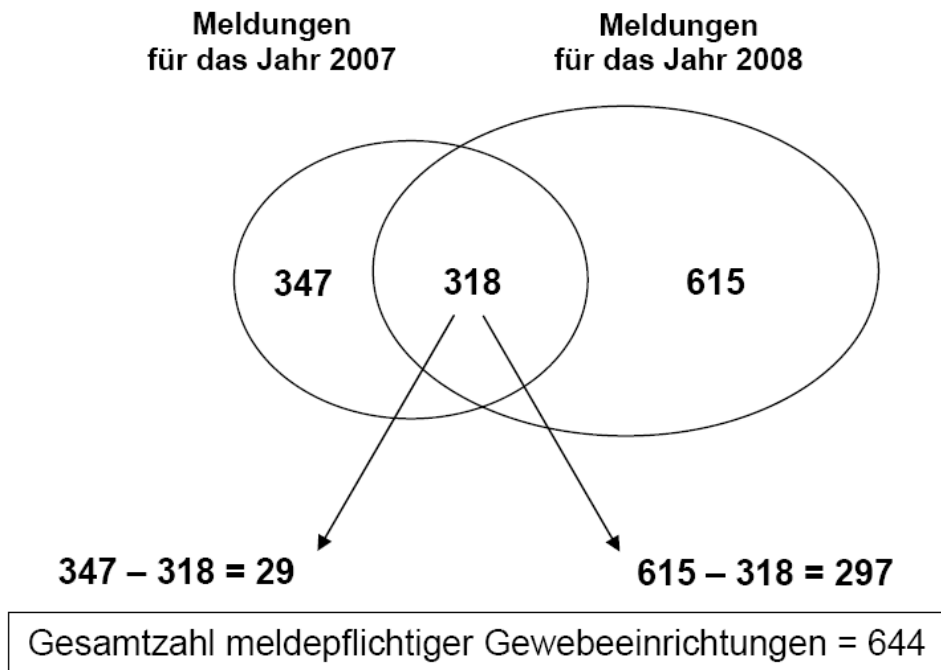 Meldungen
für das Jahr 2007
Meldungen
für das Jahr 2008
347
318
615
347 – 318 = 29
615 – 318 = 297
Gesamtzahl meldepflichtiger Gewebeeinrichtungen = 644